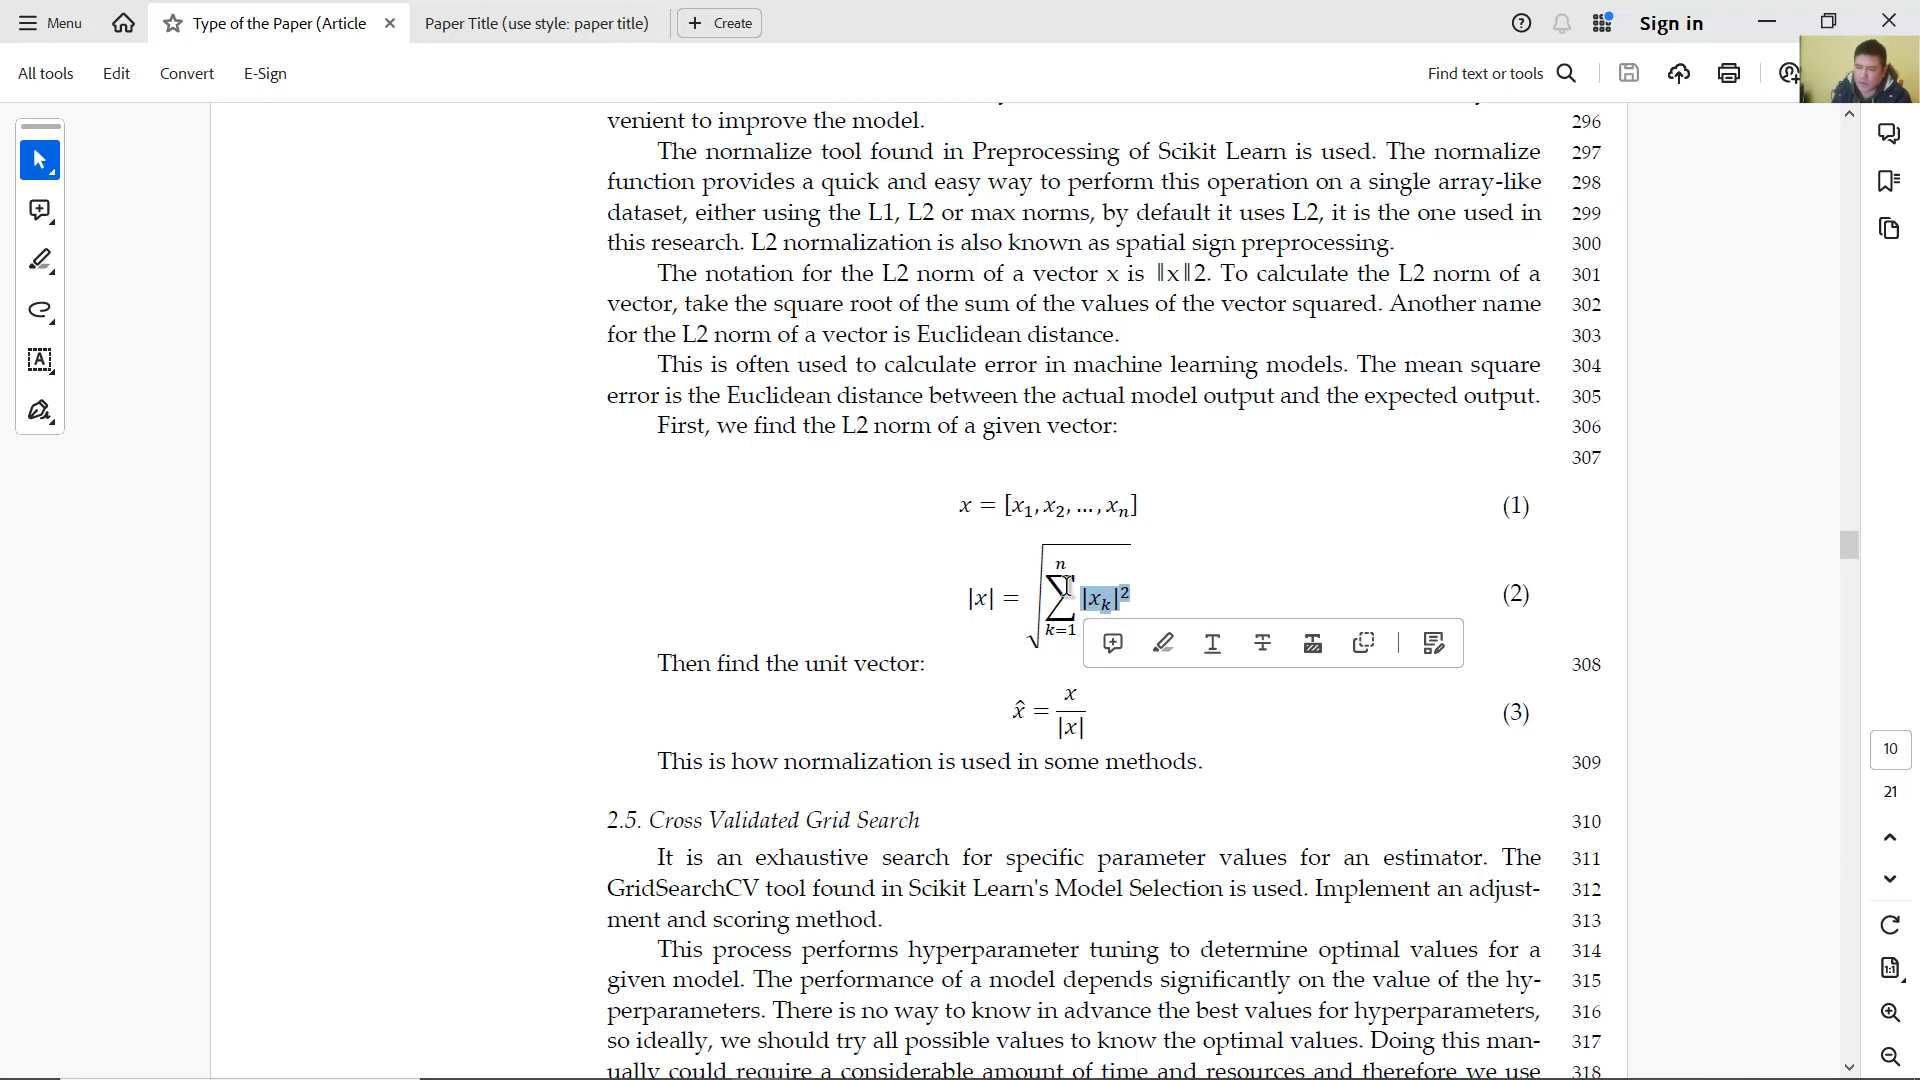 Menu
Type of the Paper (Article
Paper Title (use style: paper title)
Create
Sign in
All tools
Edit
Convert
E-Sign
Find text or tools
venient to improve the model. 296
The normalize tool found in Preprocessing of Scikit Learn is used. The normalize 297
function provides a quick and easy way to perform this operation on a single array-like 298
dataset, either using the L1, L2 or max norms, by default it uses L2, it is the one used in 299
this research. L2 normalization is also known as spatial sign preprocessing. 300
The notation for the L2 norm of a vector x is ‖x‖2. To calculate the L2 norm of a 301
vector, take the square root of the sum of the values of the vector squared. Another name 302
for the L2 norm of a vector is Euclidean distance. 303
This is often used to calculate error in machine learning models. The mean square 304
error is the Euclidean distance between the actual model output and the expected output. 305
First, we find the L2 norm of a given vector: 306
307
x = [x₁, x₂, …, xₙ] (1)
|x| = √∑ₖ₌₁ⁿ |xₖ|² (2)
Then find the unit vector: 308
x̂ = x/|x| (3)
This is how normalization is used in some methods. 309
2.5. Cross Validated Grid Search 310
It is an exhaustive search for specific parameter values for an estimator. The 311
GridSearchCV tool found in Scikit Learn's Model Selection is used. Implement an adjust- 312
ment and scoring method. 313
This process performs hyperparameter tuning to determine optimal values for a 314
given model. The performance of a model depends significantly on the value of the hy- 315
perparameters. There is no way to know in advance the best values for hyperparameters, 316
so ideally, we should try all possible values to know the optimal values. Doing this man- 317
ually could require a considerable amount of time and resources and therefore we use 318
10
21